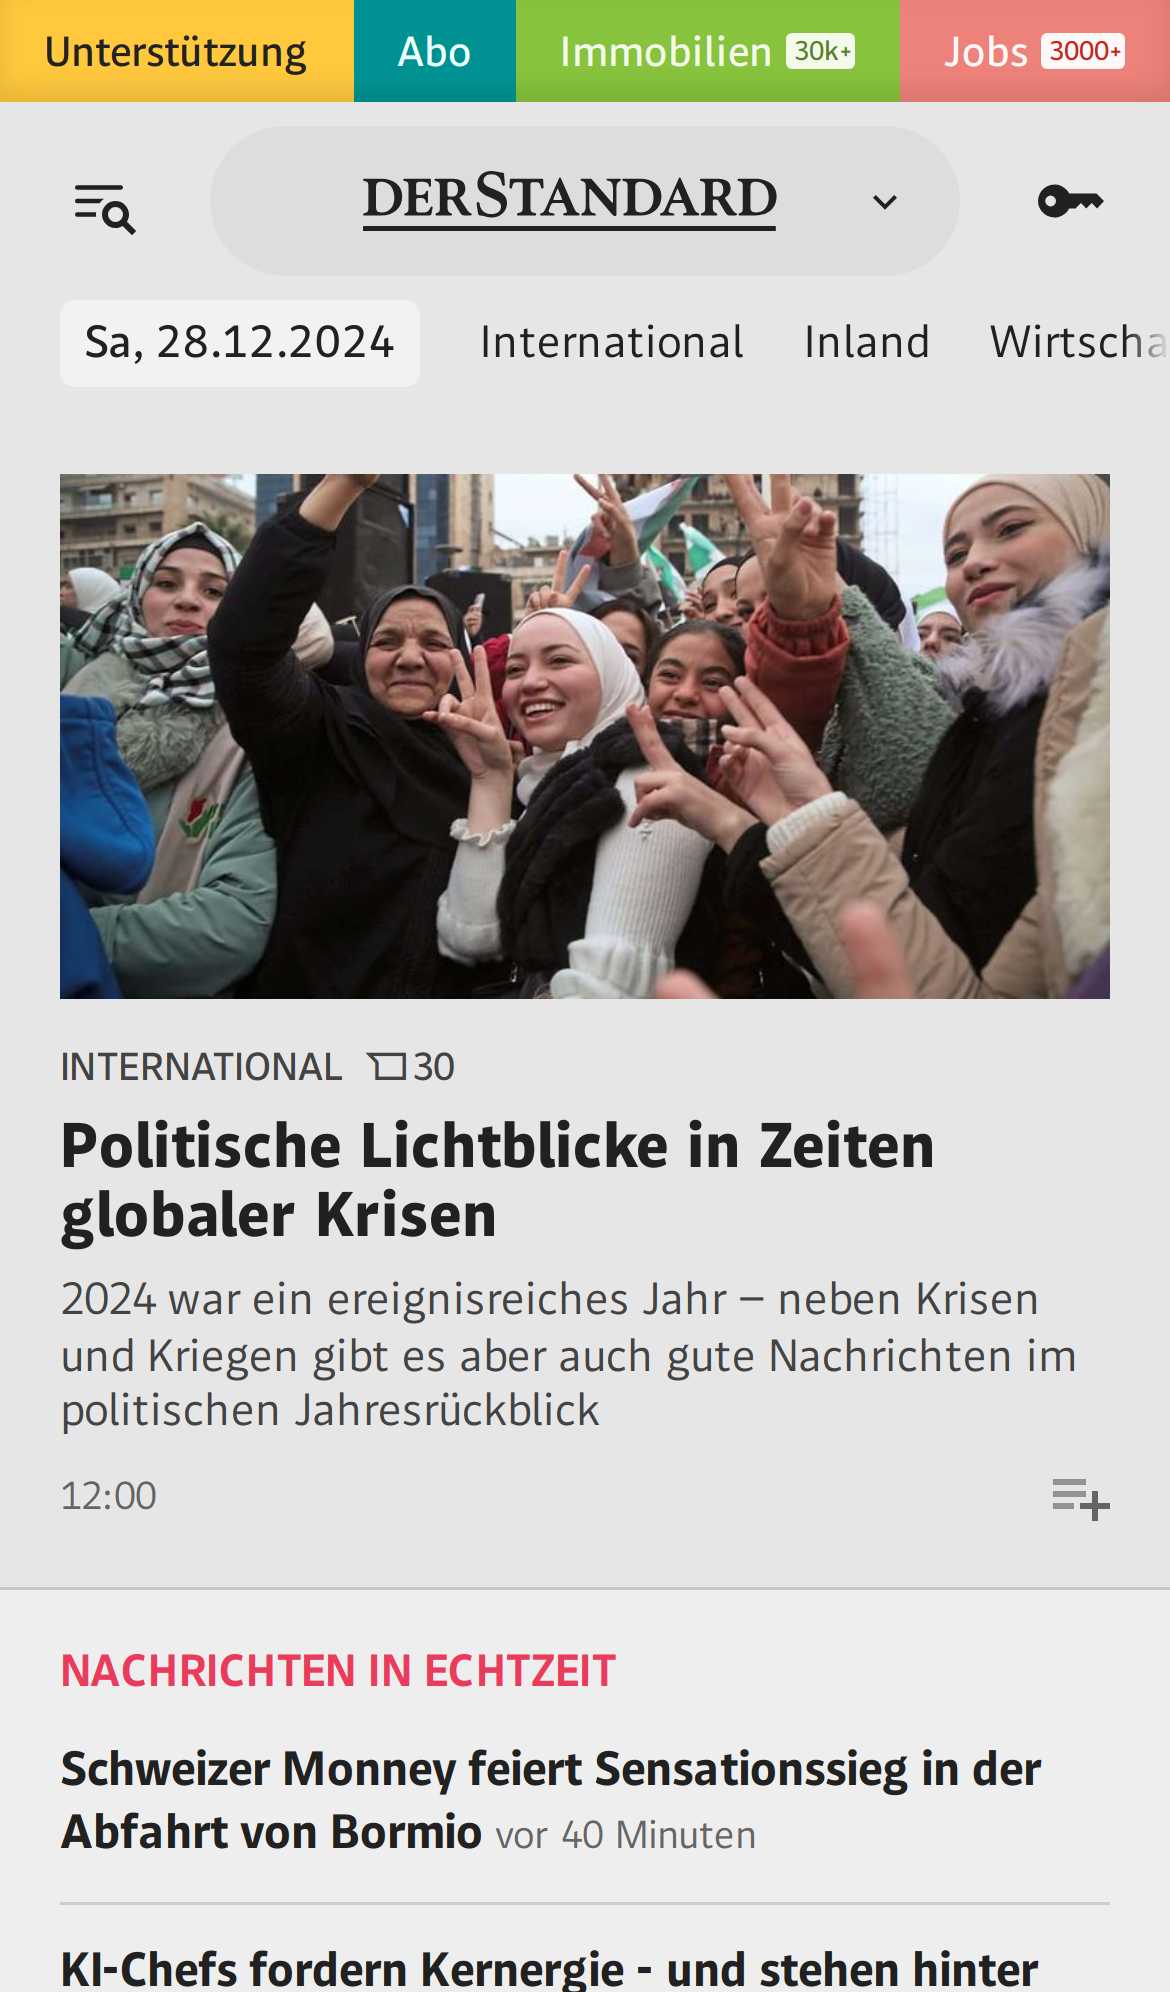 Unterstützung
Abo
Immobilien 30k+
Jobs 3000+
DERSTANDARD
Sa, 28.12.2024
International
Inland
Wirtscha
INTERNATIONAL 30
Politische Lichtblicke in Zeiten
globaler Krisen
2024 war ein ereignisreiches Jahr – neben Krisen
und Kriegen gibt es aber auch gute Nachrichten im
politischen Jahresrückblick
12:00
NACHRICHTEN IN ECHTZEIT
Schweizer Monney feiert Sensationssieg in der
Abfahrt von Bormio vor 40 Minuten
KI-Chefs fordern Kernergie - und stehen hinter